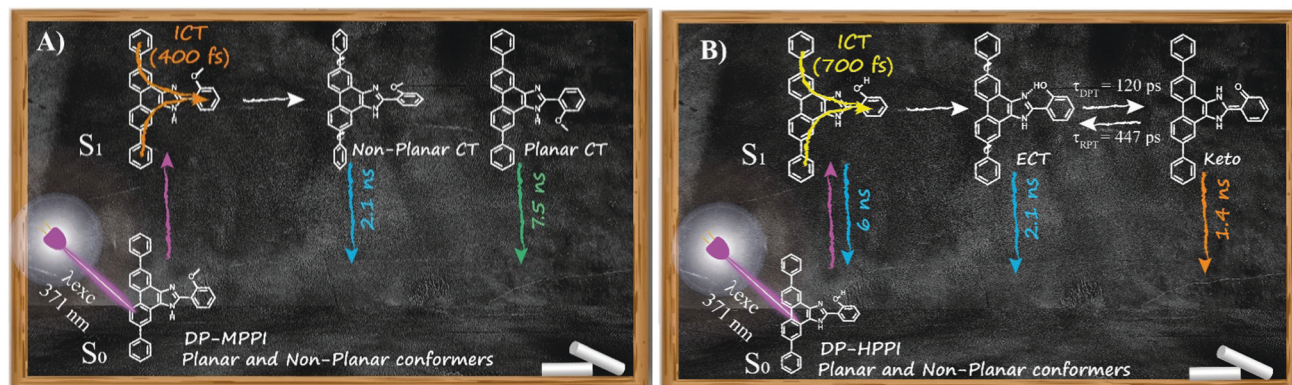 A)
ICT
(400 fs)
S1
Non-Planar CT
Planar CT
2.1 ns
7.5 ns
λexc
371 nm
S0
DP-MPPI
Planar and Non-Planar conformers
B)
ICT
(700 fs)
τDPT = 120 ps
τRPT = 447 ps
S1
ECT
Keto
6 ns
2.1 ns
1.4 ns
λexc
371 nm
S0
DP-HPPI
Planar and Non-Planar conformers